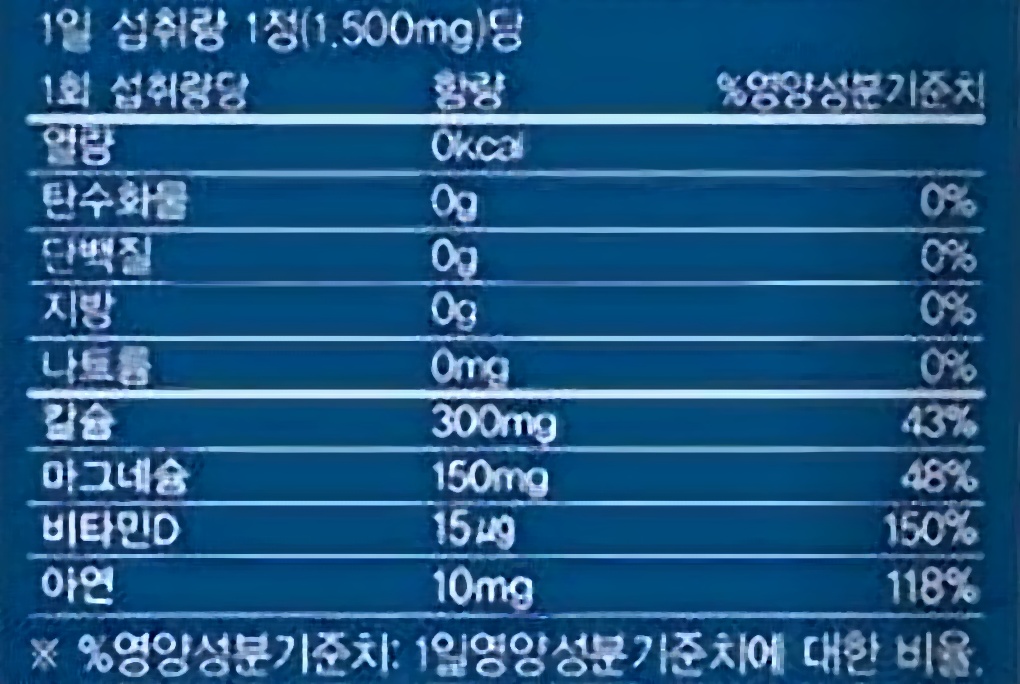 1일 섭취량 1정(1,500mg)당
1회 섭취량당 함량 %영양성분기준치
열량 0kcal
탄수화물 0g 0%
단백질 0g 0%
지방 0g 0%
나트륨 0mg 0%
칼슘 300mg 43%
마그네슘 150mg 48%
비타민D 15㎍ 150%
아연 10mg 118%
※ %영양성분기준치: 1일영양성분기준치에 대한 비율.